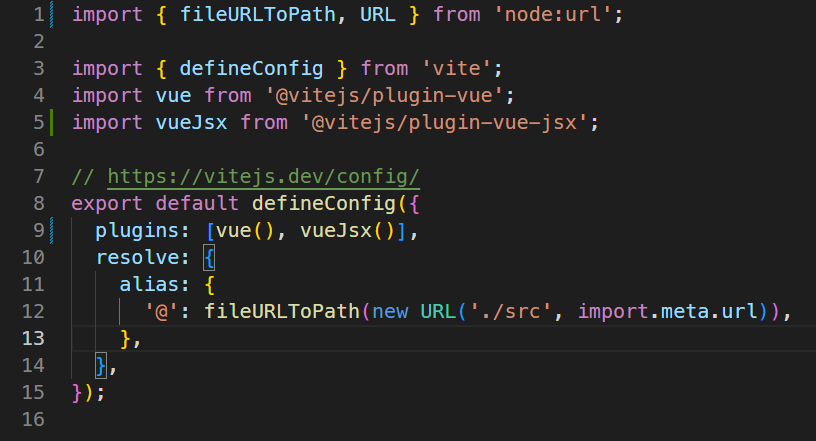 1 import { fileURLToPath, URL } from 'node:url';
2
3 import { defineConfig } from 'vite';
4 import vue from '@vitejs/plugin-vue';
5 import vueJsx from '@vitejs/plugin-vue-jsx';
6
7 // https://vitejs.dev/config/
8 export default defineConfig({
9   plugins: [vue(), vueJsx()],
10   resolve: {
11     alias: {
12       '@': fileURLToPath(new URL('./src', import.meta.url)),
13     },
14   },
15 });
16